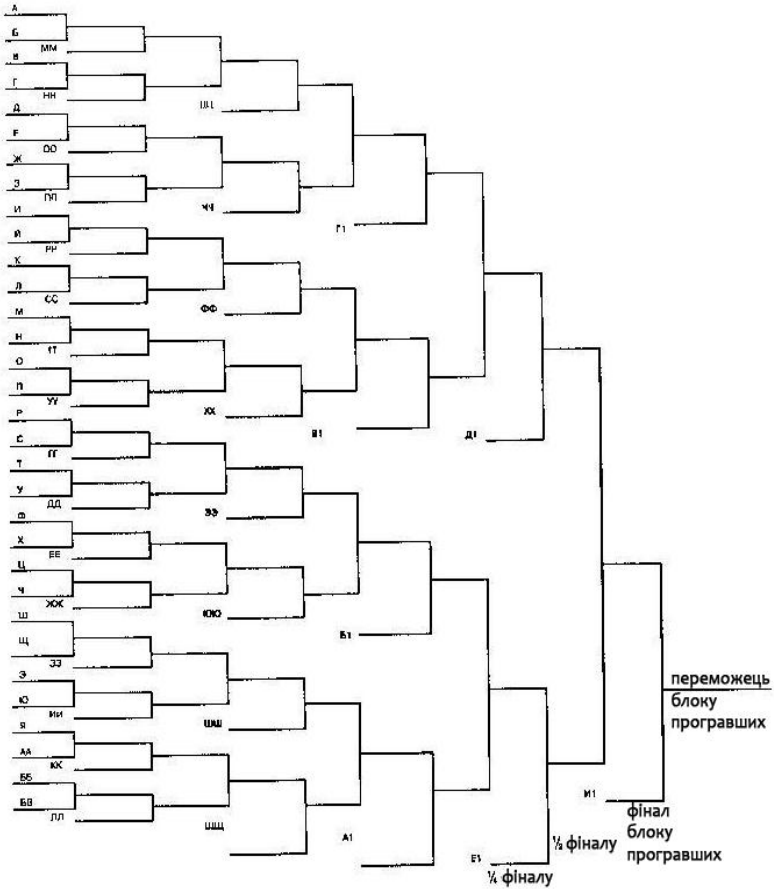 А
Б
ММ
В
Г
НН
Д
Е
ОО
Ж
З
ПП
И
Й
РР
К
Л
СС
М
Н
О
П
УУ
Р
С
ГГ
Т
У
ДД
Ф
Х
ЕЕ
Ц
Ч
ЖЖ
Ш
Щ
ЗЗ
Э
Ю
ИИ
Я
АА
КК
ББ
ВВ
ЛЛ
ЧЧ
ФФ
ХХ
ЭЭ
ЮЮ
ШШ
ЩЩ
Г1
В1
Б1
А1
Д1
Е1
И1
¼ фіналу
½ фіналу
фінал
блоку
програвших
переможець
блоку
програвших